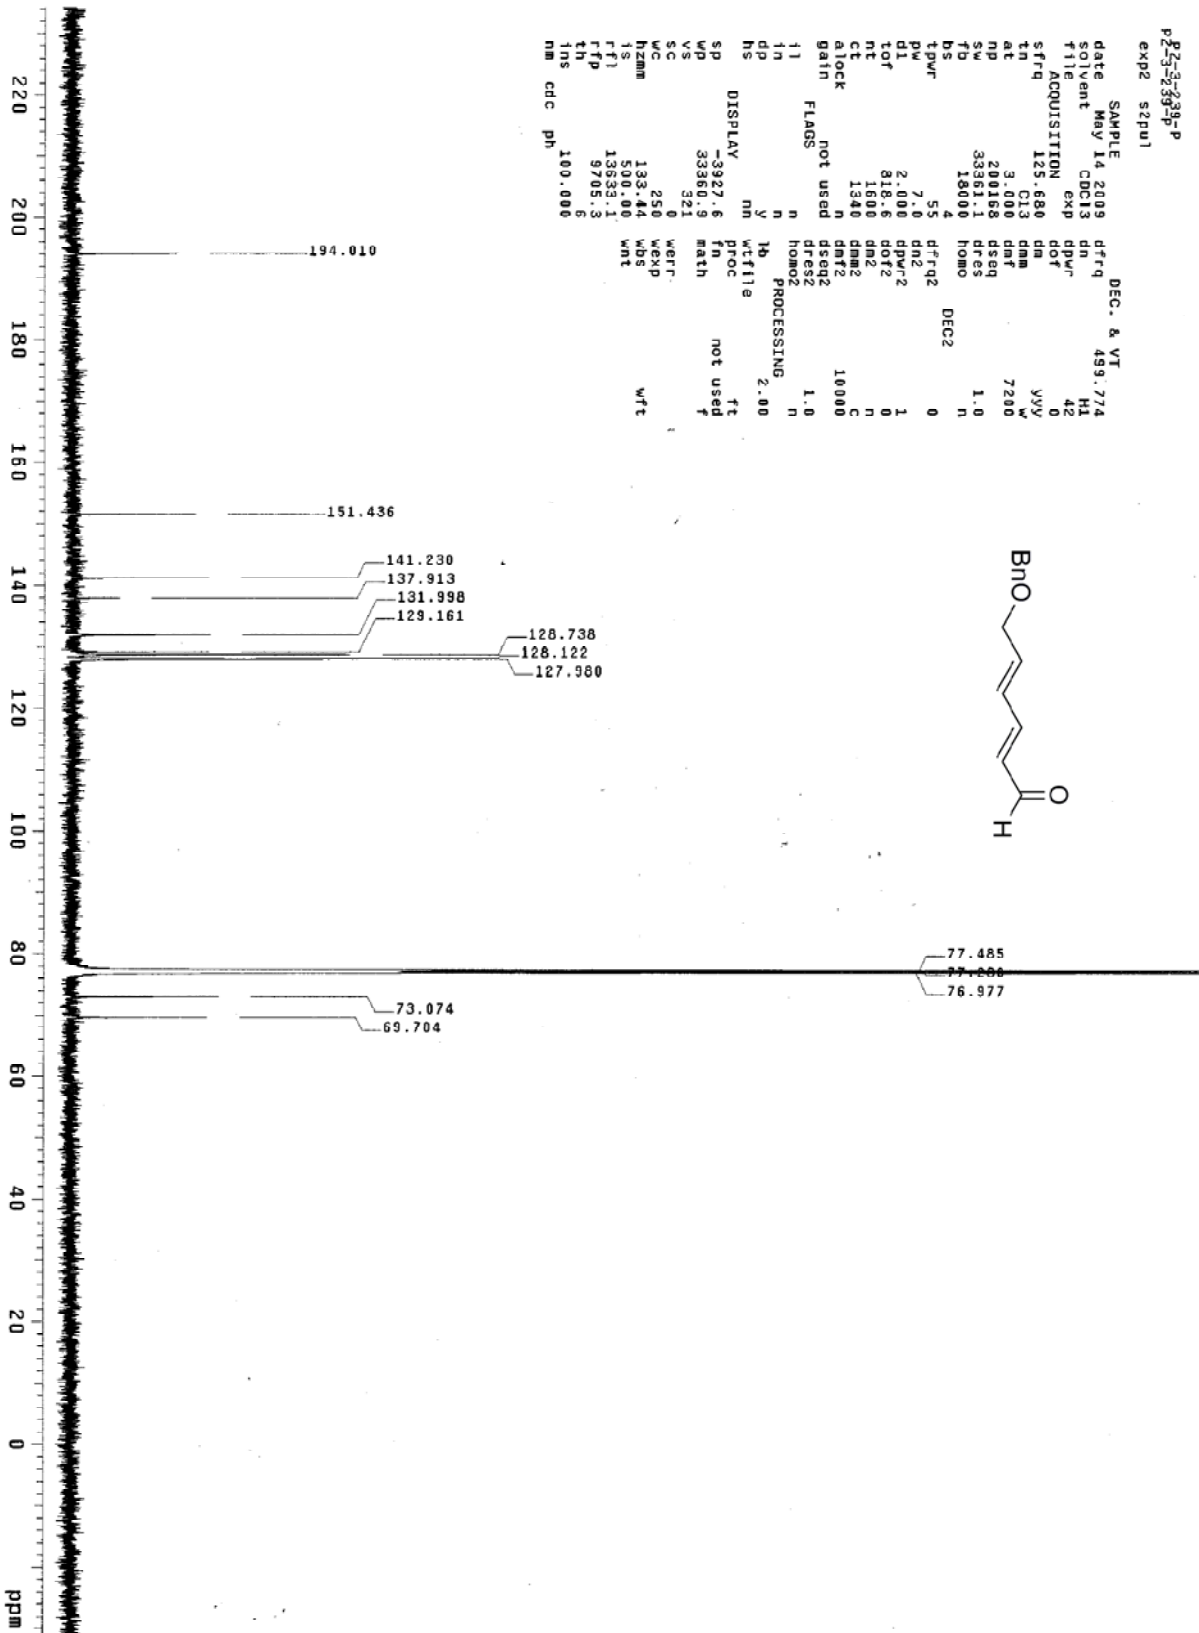 PZ-3-239-P
PZ-3-239-P
exp2 s2pul
SAMPLE
date May 14 2009
solvent CDCl3
file exp
ACQUISITION
sfrq 125.680
tn C13
at 3.000
np 200168
sw 33361.1
fb 18000
bs 4
tpwr 55
pw 7.0
d1 2.000
tof 818.6
nt 1600
ct 1340
alock n
gain not used
FLAGS
il n
in n
dp y
hs nn
DISPLAY
sp -3927.6
wp 33360.9
vs 321
sc 0
wc 250
hzmm 133.44
is 500.00
rfl 13633.1
rfp 9705.3
th 6
ins 100.000
nm cdc ph
DEC. & VT
dfrq 499.774
dn H1
dpwr 42
dof 0
dm yyy
dmm w
dmf 7200
dseq
dres 1.0
homo n
DEC2
dfrq2 0
dn2
dpwr2 1
dof2 0
dm2 n
dmm2 c
dmf2 10000
dseq2
dres2 1.0
homo2 n
PROCESSING
lb 2.00
wtfile
proc ft
fn not used
math f
werr
wexp
wbs
wnt wft
BnO
O
H
194.010
151.436
141.230
137.913
131.998
129.161
128.738
128.122
127.980
77.485
76.977
73.074
69.704
220 200 180 160 140 120 100 80 60 40 20 0 ppm